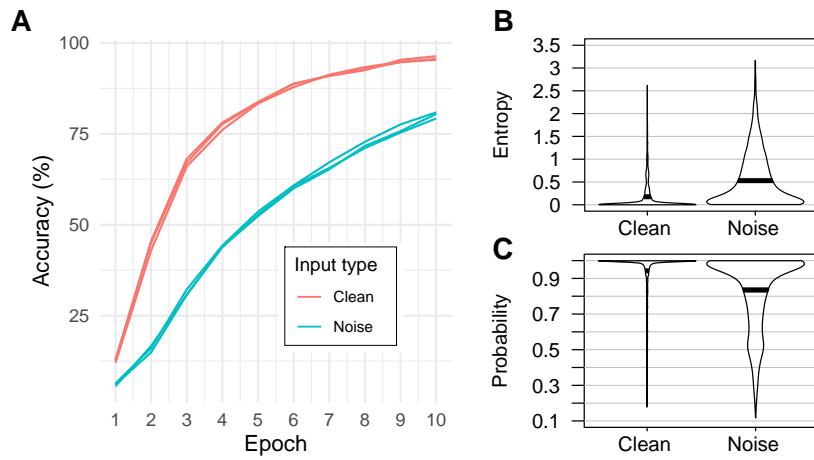 A
Accuracy (%)
100
75
50
25
Input type
Clean
Noise
1 2 3 4 5 6 7 8 9 10
Epoch
B
Entropy
3.5
3
2.5
2
1.5
1
0.5
0
Clean Noise
C
Probability
0.9
0.7
0.5
0.3
0.1
Clean Noise